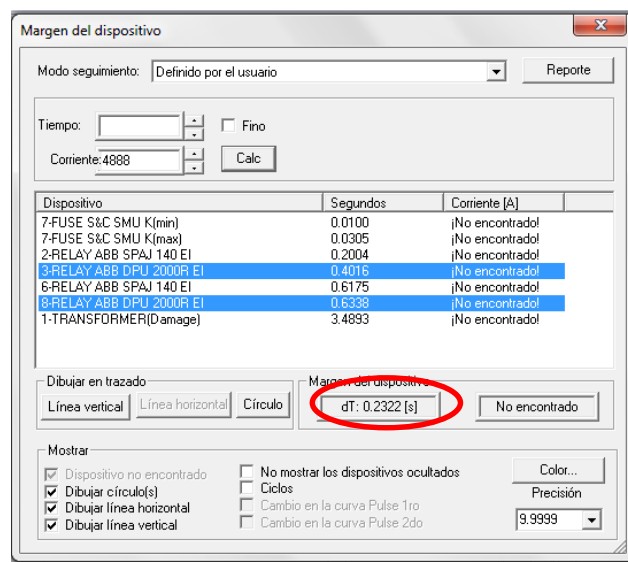 Margen del dispositivo
Modo seguimiento: Definido por el usuario Reporte
Tiempo: Fino
Corriente: 4888 Calc
Dispositivo Segundos Corriente [A]
7-FUSE S&C SMU K(min) 0.0100 ¡No encontrado!
7-FUSE S&C SMU K(max) 0.0305 ¡No encontrado!
2-RELAY ABB SPAJ 140 EI 0.2004 ¡No encontrado!
3-RELAY ABB DPU 2000R EI 0.4016 ¡No encontrado!
6-RELAY ABB SPAJ 140 EI 0.6175 ¡No encontrado!
8-RELAY ABB DPU 2000R EI 0.6338 ¡No encontrado!
1-TRANSFORMER(Damage) 3.4893 ¡No encontrado!
Dibujar en trazado Margen del dispositivo
Línea vertical Línea horizontal Círculo dT: 0.2322 [s] No encontrado
Mostrar
Dispositivo no encontrado No mostrar los dispositivos ocultados Color...
Dibujar círculo(s) Ciclos Precisión
Dibujar línea horizontal Cambio en la curva Pulse 1ro
Dibujar línea vertical Cambio en la curva Pulse 2do 9.9999